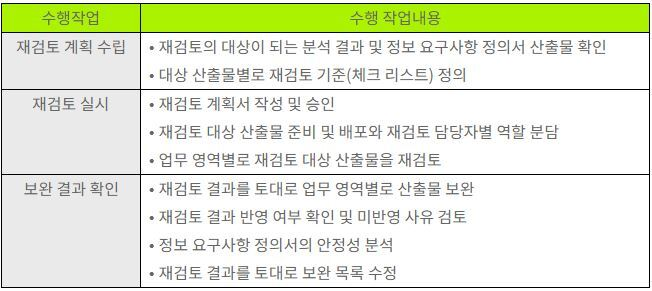 수행작업 수행 작업내용
재검토 계획 수립 • 재검토의 대상이 되는 분석 결과 및 정보 요구사항 정의서 산출물 확인
• 대상 산출물별로 재검토 기준(체크 리스트) 정의
재검토 실시 • 재검토 계획서 작성 및 승인
• 재검토 대상 산출물 준비 및 배포와 재검토 담당자별 역할 분담
• 업무 영역별로 재검토 대상 산출물을 재검토
보완 결과 확인 • 재검토 결과를 토대로 업무 영역별로 산출물 보완
• 재검토 결과 반영 여부 확인 및 미반영 사유 검토
• 정보 요구사항 정의서의 안정성 분석
• 재검토 결과를 토대로 보완 목록 수정